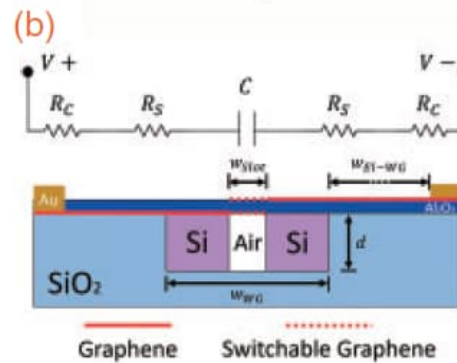 (b)
V + C V −
R_C R_S R_S R_C
w_Slot w_Si−WG
Au Al₂O₃
Si Air Si d
SiO₂ w_WG
Graphene Switchable Graphene